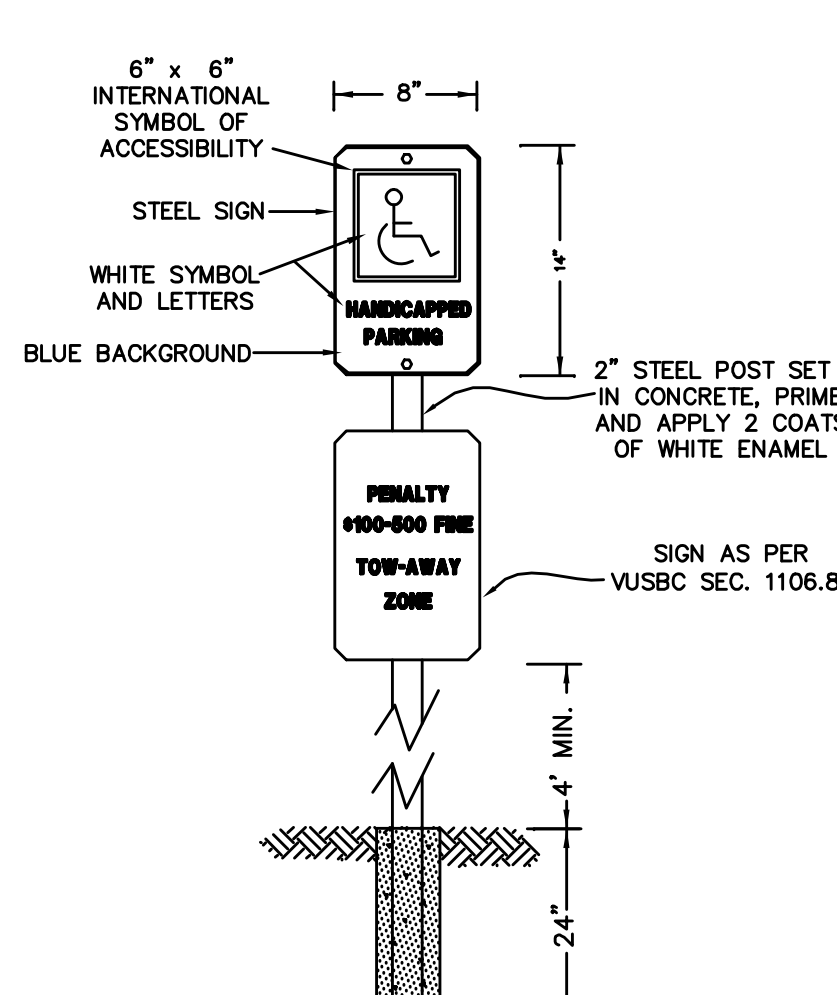 6" x 6"
INTERNATIONAL
SYMBOL OF
ACCESSIBILITY
8"
STEEL SIGN
WHITE SYMBOL
AND LETTERS
BLUE BACKGROUND
HANDICAPPED
PARKING
14"
2" STEEL POST SET
IN CONCRETE, PRIME
AND APPLY 2 COATS
OF WHITE ENAMEL
PENALTY
$100-500 FINE
TOW-AWAY
ZONE
SIGN AS PER
VUSBC SEC. 1106.8
4' MIN.
24"